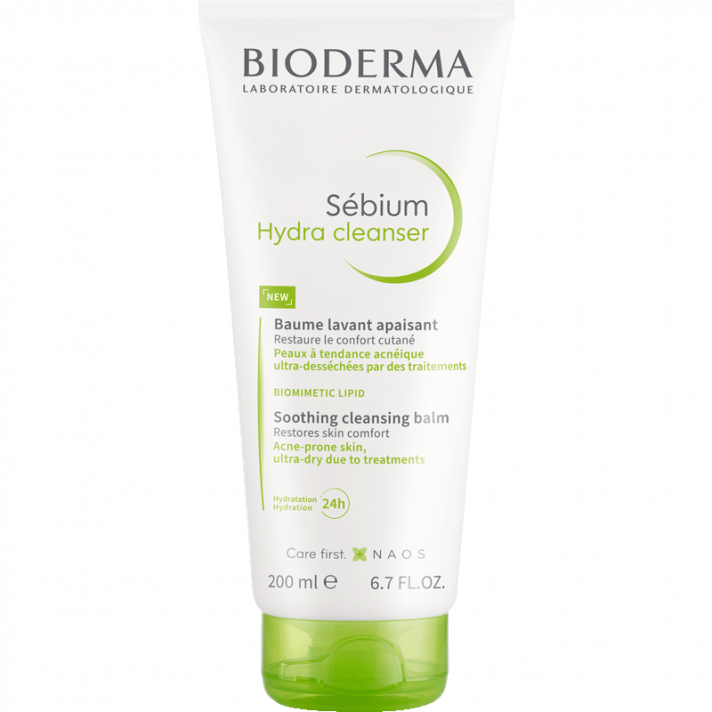 BIODERMA
LABORATOIRE DERMATOLOGIQUE
Sébium
Hydra cleanser
NEW
Baume lavant apaisant
Restaure le confort cutané
Peaux à tendance acnéique
ultra-desséchées par des traitements
BIOMIMETIC LIPID
Soothing cleansing balm
Restores skin comfort
Acne-prone skin,
ultra-dry due to treatments
Hydratation
Hydration
24h
Care first. NAOS
200 ml ℮ 6.7 FL.OZ.